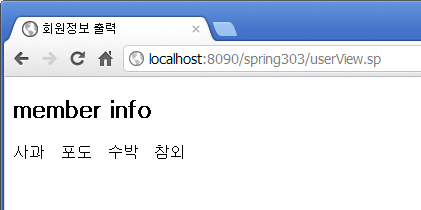 회원정보 출력
localhost:8090/spring303/userView.sp
member info
사과 포도 수박 참외